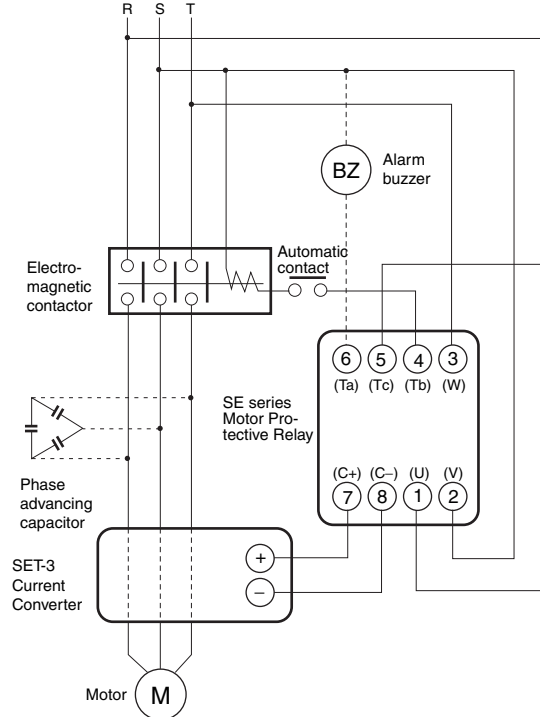 R S T
BZ
Alarm
buzzer
Electro-
magnetic
contactor
Automatic
contact
6 5 4 3
(Ta) (Tc) (Tb) (W)
SE series
Motor Pro-
tective Relay
(C+) (C−) (U) (V)
7 8 1 2
Phase
advancing
capacitor
SET-3
Current
Converter
+
−
Motor
M